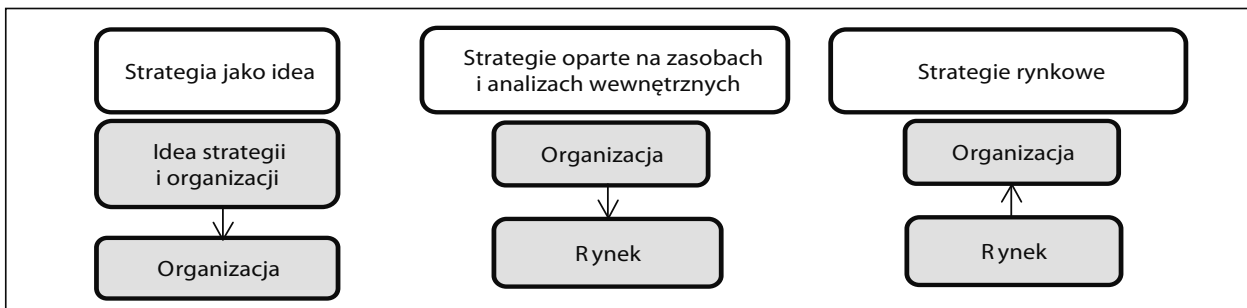 Strategia jako idea
Idea strategii
i organizacji
Organizacja
Strategie oparte na zasobach
i analizach wewnętrznych
Organizacja
Rynek
Strategie rynkowe
Organizacja
Rynek